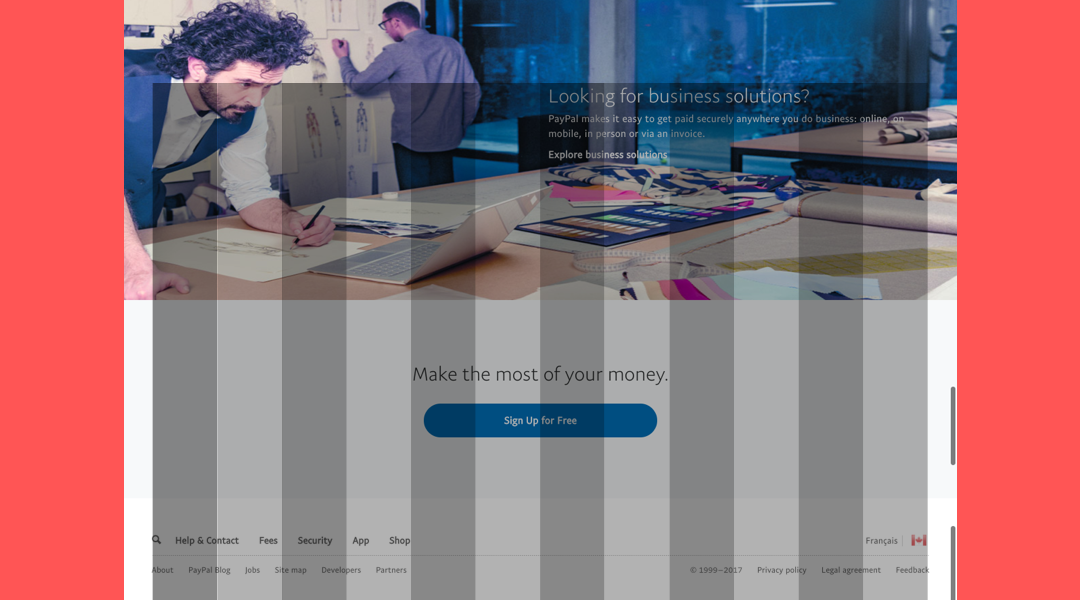 Looking for business solutions?
PayPal makes it easy to get paid securely anywhere you do business: online, on
mobile, in person or via an invoice.
Explore business solutions
Make the most of your money.
Sign Up for Free
Help & Contact Fees Security App Shop Français
About PayPal Blog Jobs Site map Developers Partners © 1999–2017 Privacy policy Legal agreement Feedback